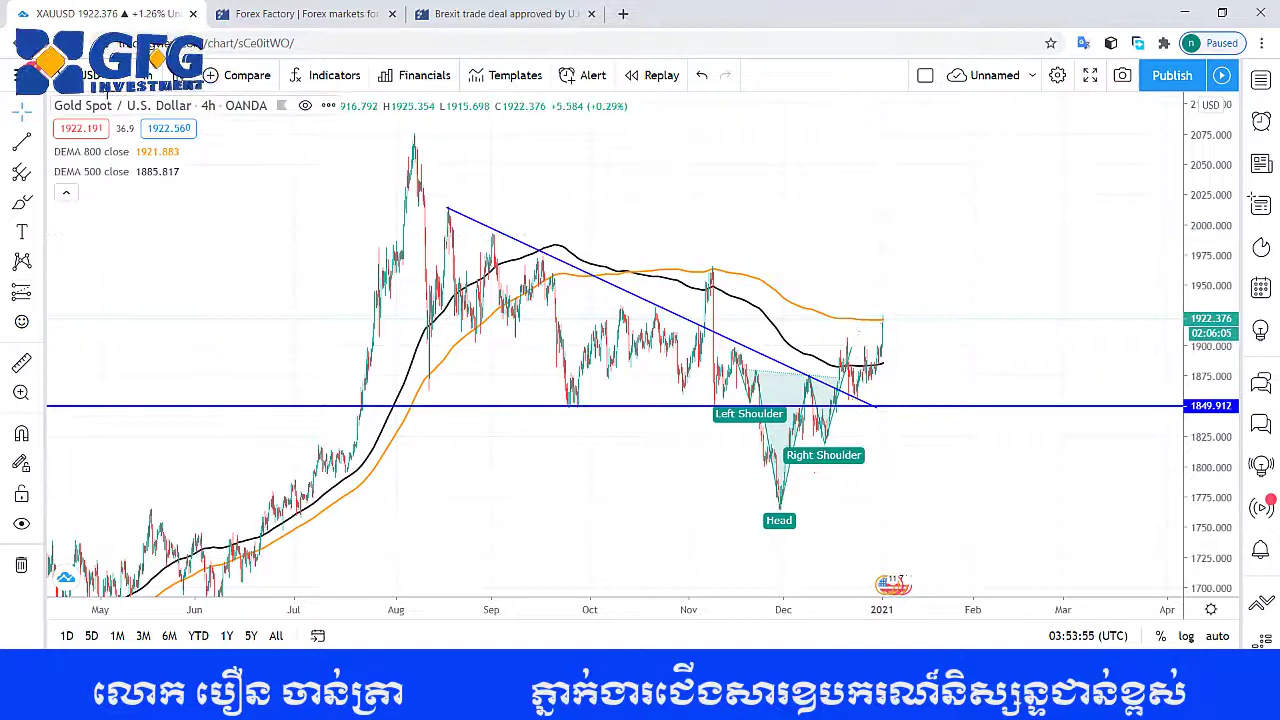 XAUUSD 1922.376 ▲ +1.26% Un
Forex Factory | Forex markets for
Brexit trade deal approved by U.K
GFG
INVESTMENT
/chart/sCe0itWO/
Paused
Compare
Indicators
Financials
Templates
Alert
Replay
Unnamed
Publish
Gold Spot / U.S. Dollar · 4h · OANDA
916.792 H1925.354 L1915.698 C1922.376 +5.584 (+0.29%)
1922.191 36.9 1922.560
DEMA 800 close 1921.883
DEMA 500 close 1885.817
USD
2075.000
2050.000
2025.000
2000.000
1975.000
1950.000
1922.376
02:06:05
1900.000
1875.000
1849.912
1825.000
1800.000
1775.000
1750.000
1725.000
1700.000
Left Shoulder
Right Shoulder
Head
May Jun Jul Aug Sep Oct Nov Dec 2021 Feb Mar Apr
1D 5D 1M 3M 6M YTD 1Y 5Y All
03:53:55 (UTC) % log auto
លោក បឿន ចាន់ត្រា
ភ្នាក់ងារជើងសារឧបករណ៍និស្សន្ទជាន់ខ្ពស់